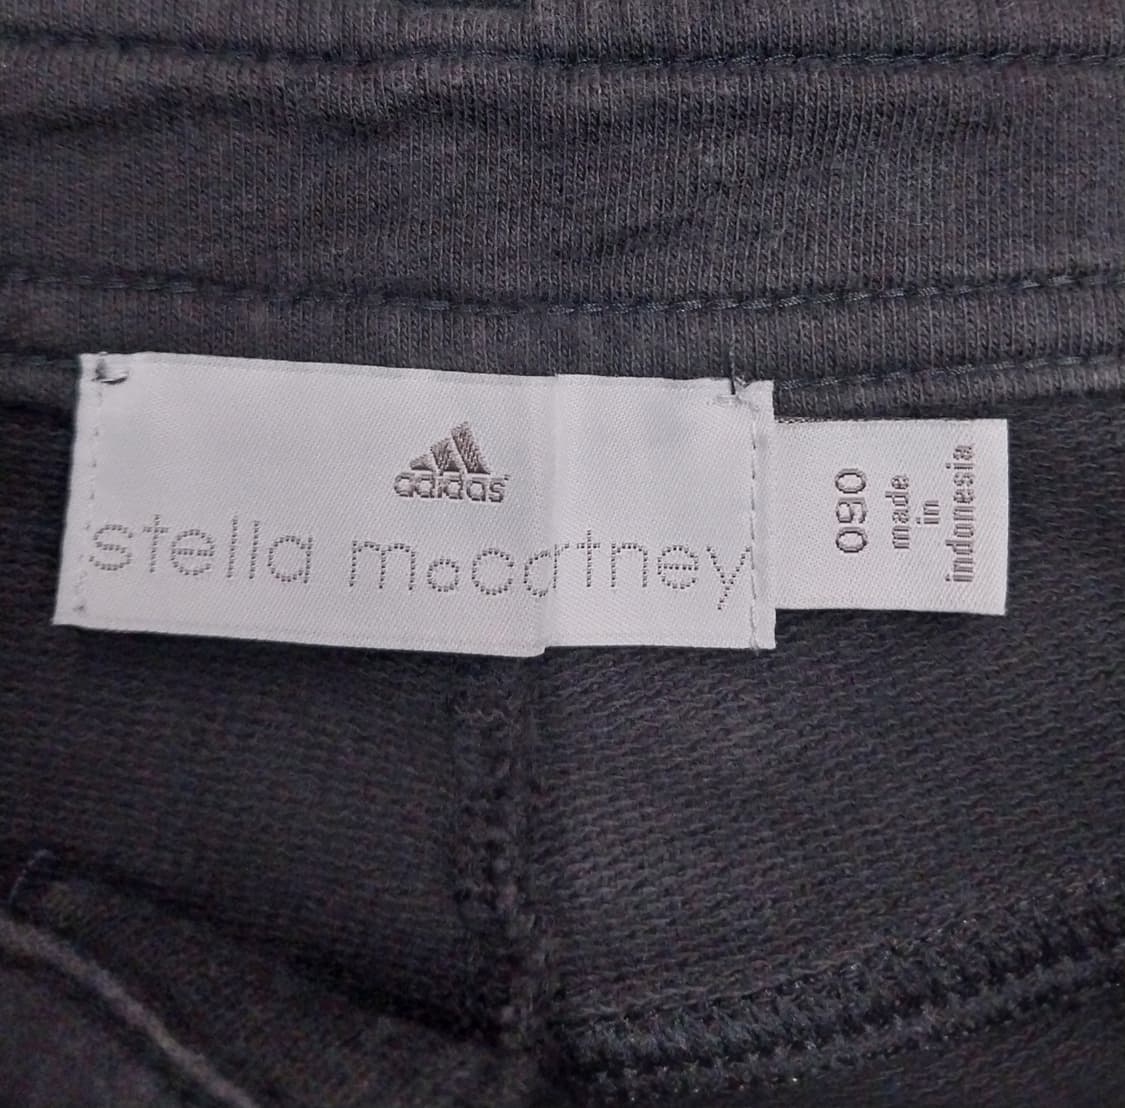 adidas
stella mccartney
090
made
in
indonesia